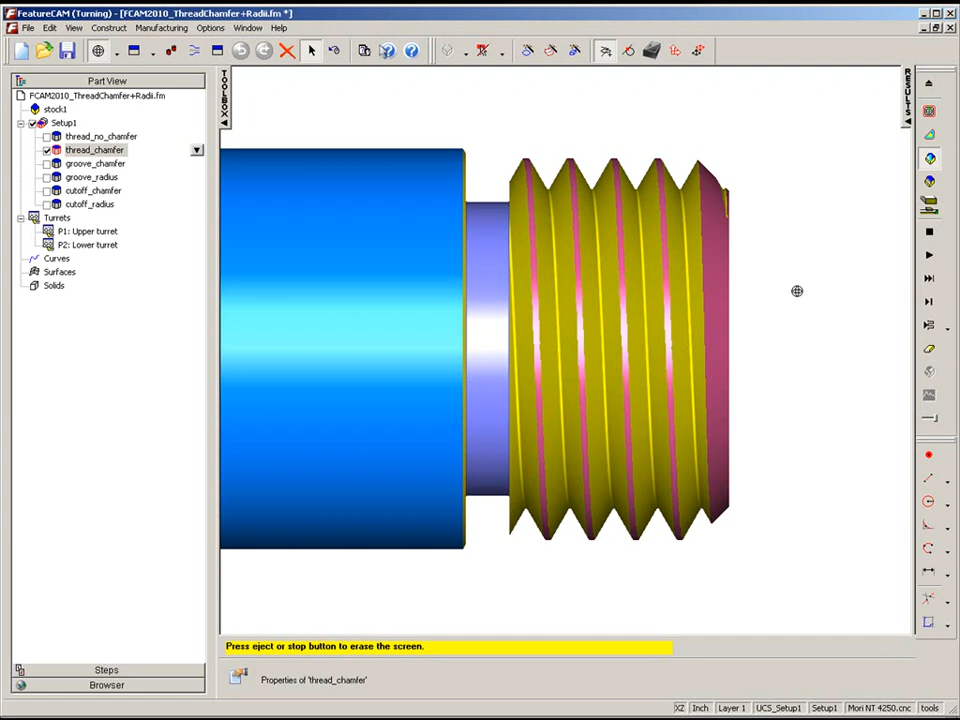 FeatureCAM (Turning) - [FCAM2010_ThreadChamfer+Radii.fm *]
File Edit View Construct Manufacturing Options Window Help
Part View
FCAM2010_ThreadChamfer+Radii.fm
stock1
Setup1
thread_no_chamfer
thread_chamfer
groove_chamfer
groove_radius
cutoff_chamfer
cutoff_radius
Turrets
P1: Upper turret
P2: Lower turret
Curves
Surfaces
Solids
Steps
Browser
TOOLBOX
RESULTS
Press eject or stop button to erase the screen.
Properties of 'thread_chamfer'
XZ Inch Layer 1 UCS_Setup1 Setup1 Mori NT 4250.cnc tools